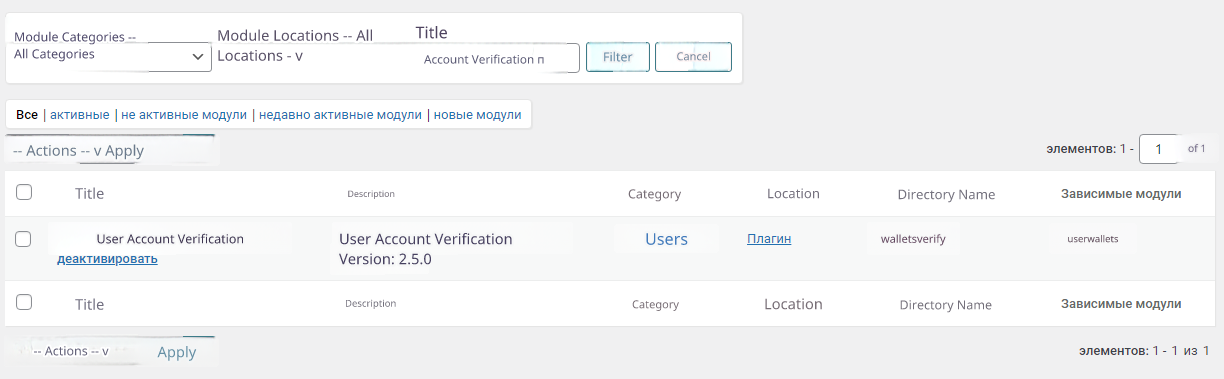 Module Categories --
All Categories
Module Locations -- All
Locations - v
Title
Account Verification п
Filter
Cancel
Все | активные | не активные модули | недавно активные модули | новые модули
-- Actions -- v Apply
элементов: 1 - 1 of 1
Title Description Category Location Directory Name Зависимые модули
User Account Verification
деактивировать
User Account Verification
Version: 2.5.0
Users
Плагин
walletsverify
userwallets
Title Description Category Location Directory Name Зависимые модули
-- Actions -- v Apply
элементов: 1 - 1 из 1